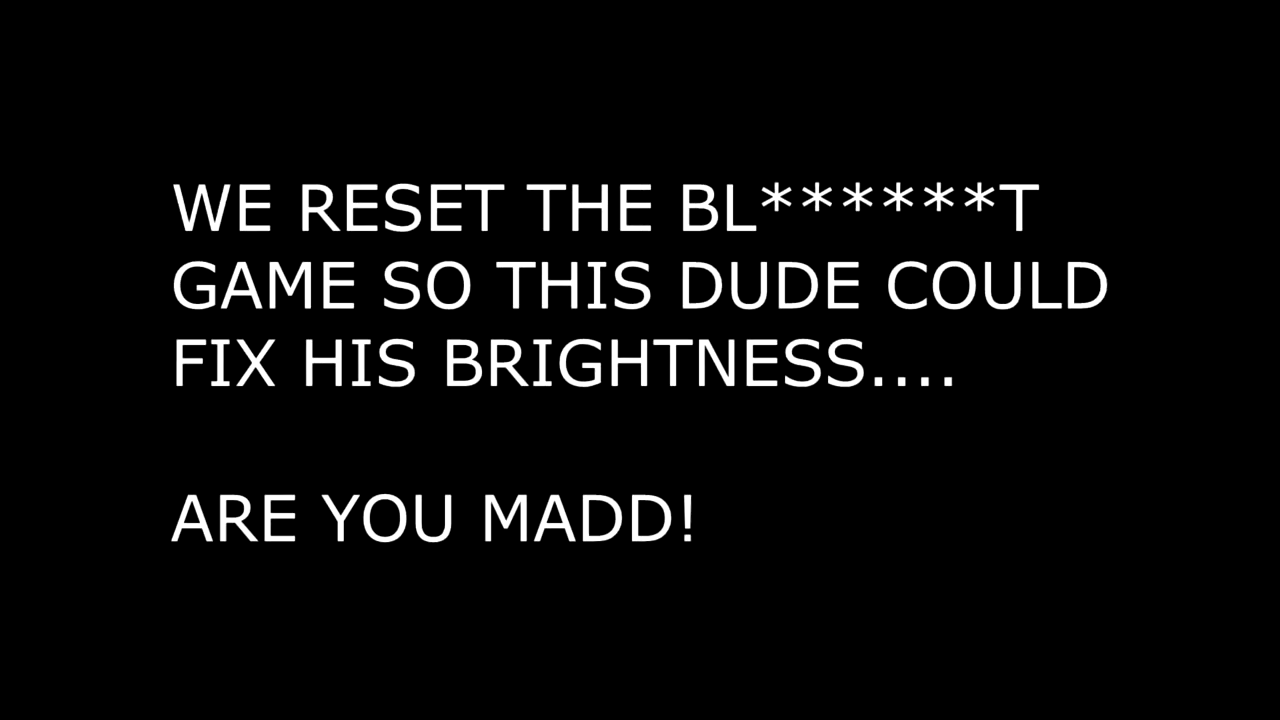 WE RESET THE BL******T
GAME SO THIS DUDE COULD
FIX HIS BRIGHTNESS....
ARE YOU MADD!